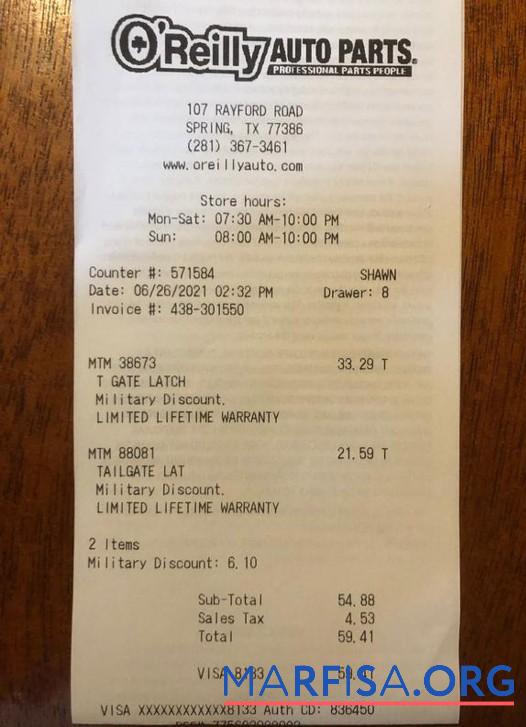 O'Reilly AUTO PARTS.
PROFESSIONAL PARTS PEOPLE
107 RAYFORD ROAD
SPRING, TX 77386
(281) 367-3461
www.oreillyauto.com
Store hours:
Mon-Sat: 07:30 AM-10:00 PM
Sun: 08:00 AM-10:00 PM
Counter #: 571584 SHAWN
Date: 06/26/2021 02:32 PM Drawer: 8
Invoice #: 438-301550
MTM 38673 33.29 T
T GATE LATCH
Military Discount.
LIMITED LIFETIME WARRANTY
MTM 88081 21.59 T
TAILGATE LAT
Military Discount.
LIMITED LIFETIME WARRANTY
2 Items
Military Discount: 6.10
Sub-Total 54.88
Sales Tax 4.53
Total 59.41
VISA 8133 59.41
MARFISA.ORG
VISA XXXXXXXXXXXX8133 Auth CD: 836450